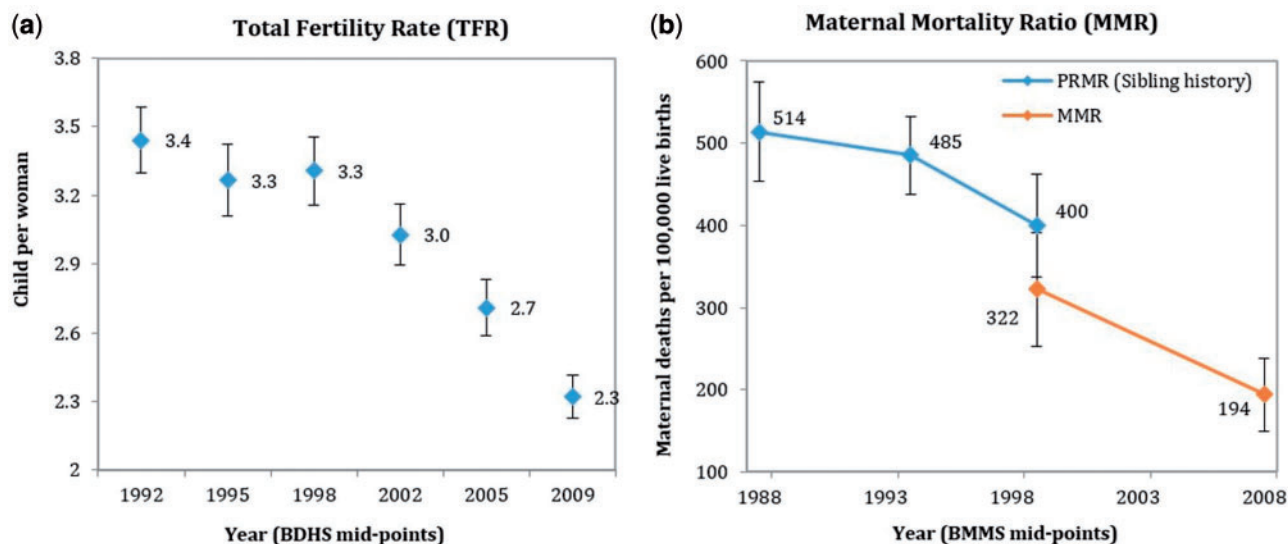 (a)
Total Fertility Rate (TFR)
3.8
3.5
3.2
2.9
2.6
2.3
2
Child per woman
3.4
3.3
3.3
3.0
2.7
2.3
1992 1995 1998 2002 2005 2009
Year (BDHS mid-points)
(b)
Maternal Mortality Ratio (MMR)
600
500
400
300
200
100
Maternal deaths per 100,000 live births
PRMR (Sibling history)
MMR
514
485
400
322
194
1988 1993 1998 2003 2008
Year (BMMS mid-points)